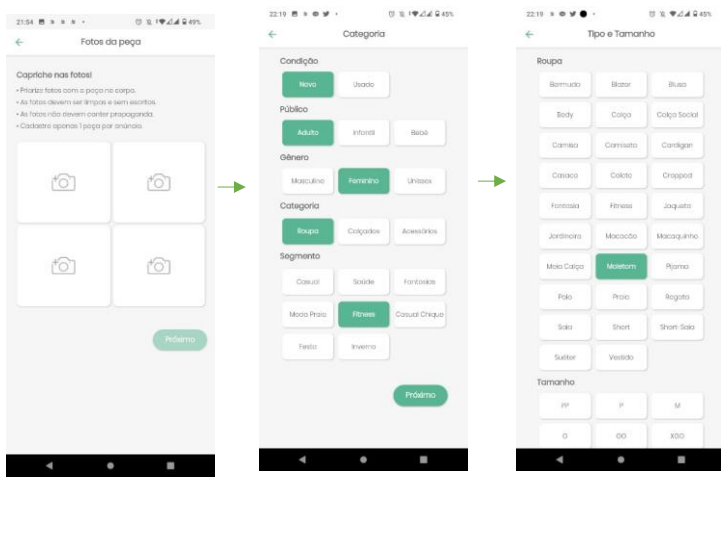 21:54 49%
Fotos da peça
Capriche nas fotos!
• Priorize fotos com a peça no corpo.
• As fotos devem ser limpas e sem escritos.
• As fotos não devem conter propaganda.
• Cadastre apenas 1 peça por anúncio.
Próximo
22:19 45%
Categoria
Condição
Novo Usado
Público
Adulto Infantil Bebê
Gênero
Masculino Feminino Unissex
Categoria
Roupa Calçados Acessórios
Segmento
Casual Saúde Fantasias
Moda Praia Fitness Casual Chique
Festa Inverno
Próximo
22:19 45%
Tipo e Tamanho
Roupa
Bermuda Blazer Blusa
Body Calça Calça Social
Camisa Camiseta Cardigan
Casaco Colete Cropped
Fantasia Fitness Jaqueta
Jardineira Macacão Macaquinho
Meia Calça Moletom Pijama
Polo Praia Regata
Saia Short Short-Saia
Suéter Vestido
Tamanho
PP P M
G GG XGG